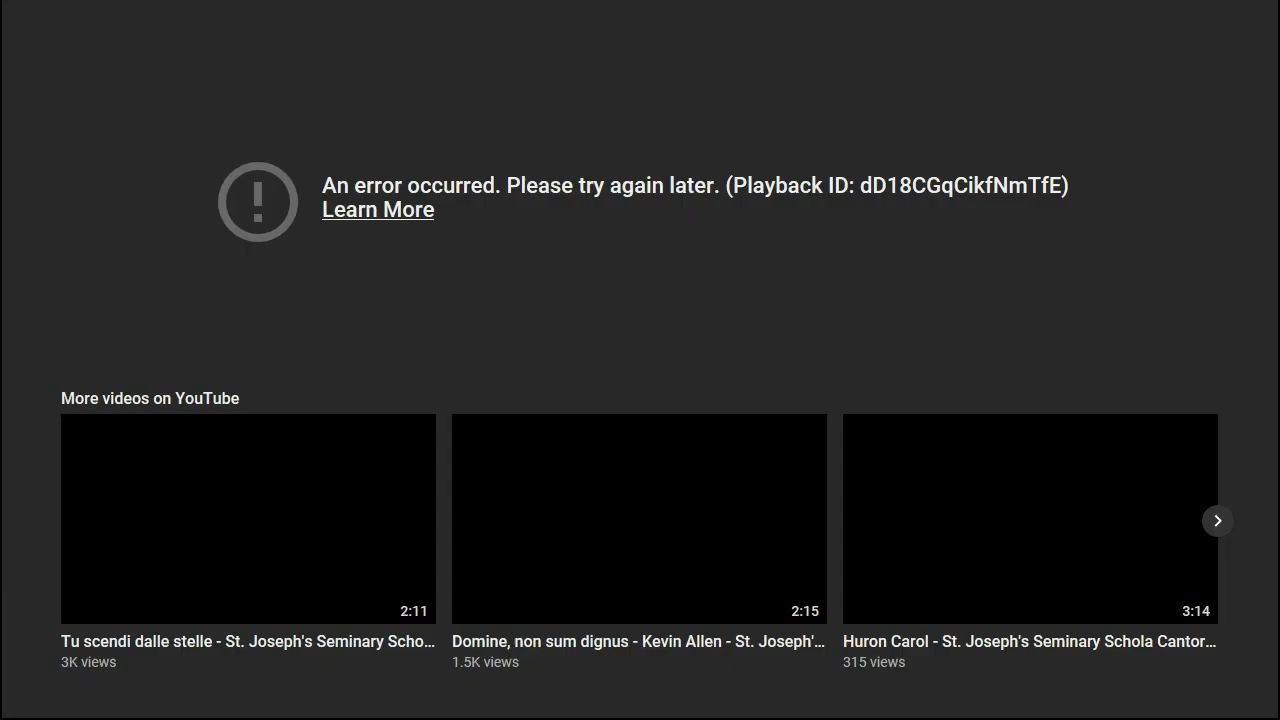 An error occurred. Please try again later. (Playback ID: dD18CGqCikfNmTfE)
Learn More
More videos on YouTube
2:11
2:15
3:14
Tu scendi dalle stelle - St. Joseph's Seminary Scho...
Domine, non sum dignus - Kevin Allen - St. Joseph'...
Huron Carol - St. Joseph's Seminary Schola Cantor...
3K views
1.5K views
315 views